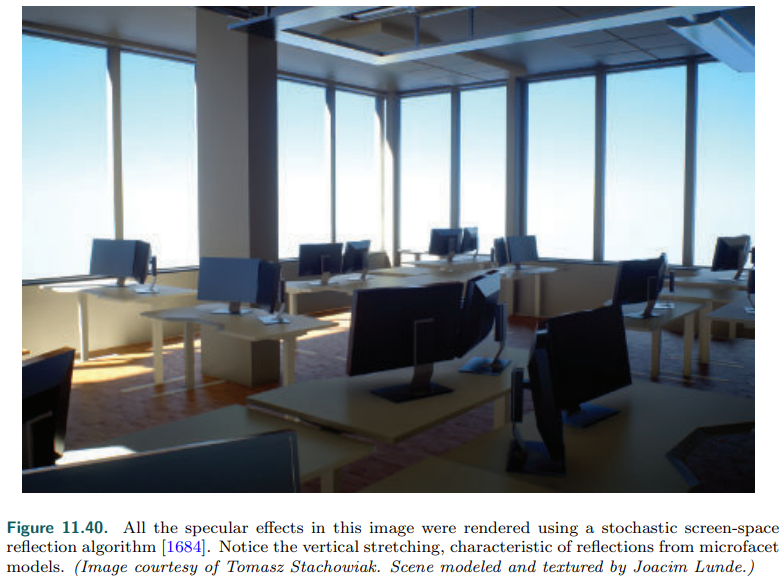 Figure 11.40. All the specular effects in this image were rendered using a stochastic screen-space
reflection algorithm [1684]. Notice the vertical stretching, characteristic of reflections from microfacet
models. (Image courtesy of Tomasz Stachowiak. Scene modeled and textured by Joacim Lunde.)